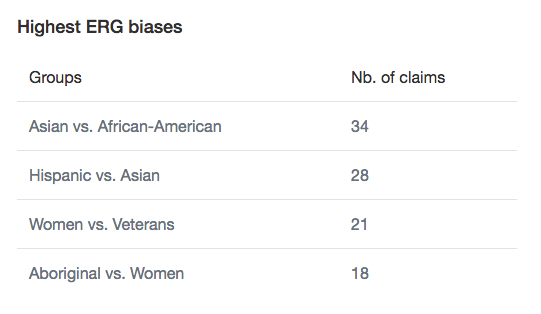 Highest ERG biases
Groups Nb. of claims
Asian vs. African-American 34
Hispanic vs. Asian 28
Women vs. Veterans 21
Aboriginal vs. Women 18